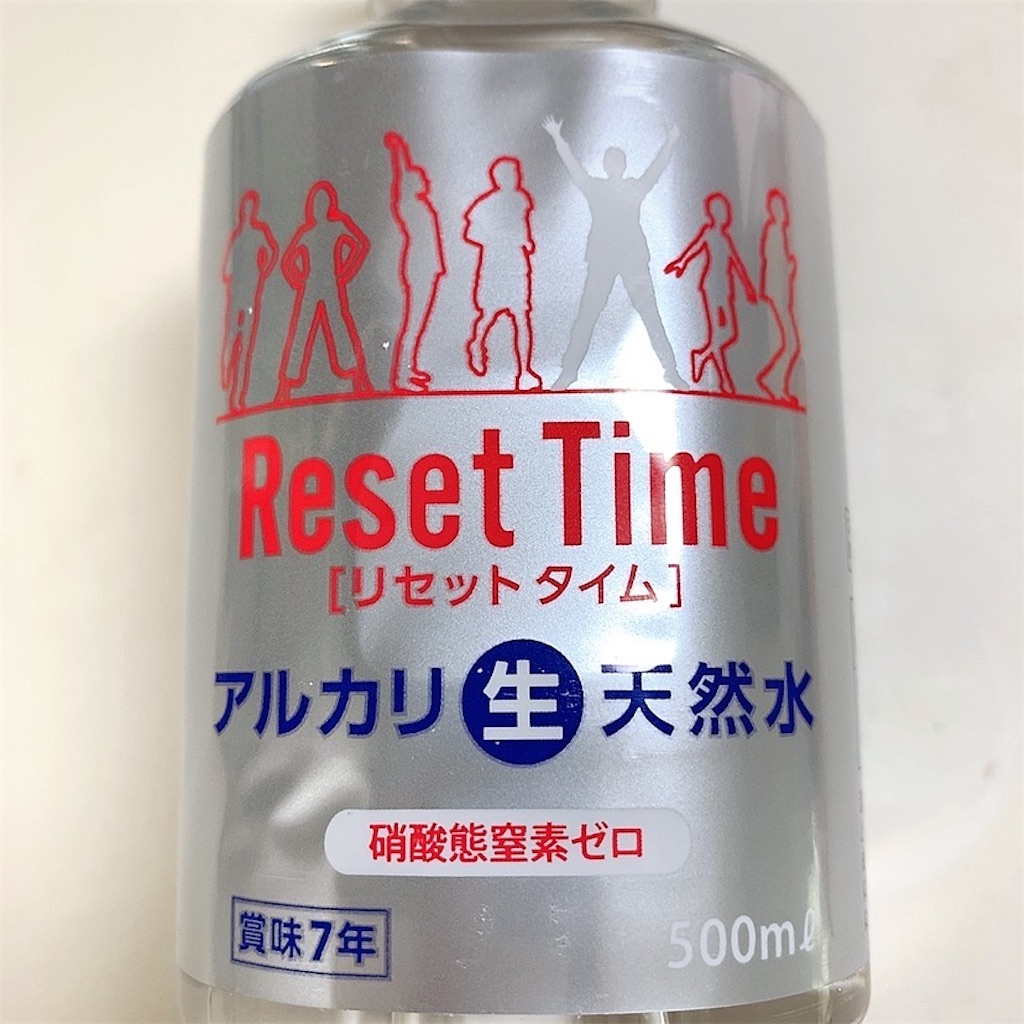 Reset Time
[リセットタイム]
アルカリ生天然水
硝酸態窒素ゼロ
賞味7年
500mℓ